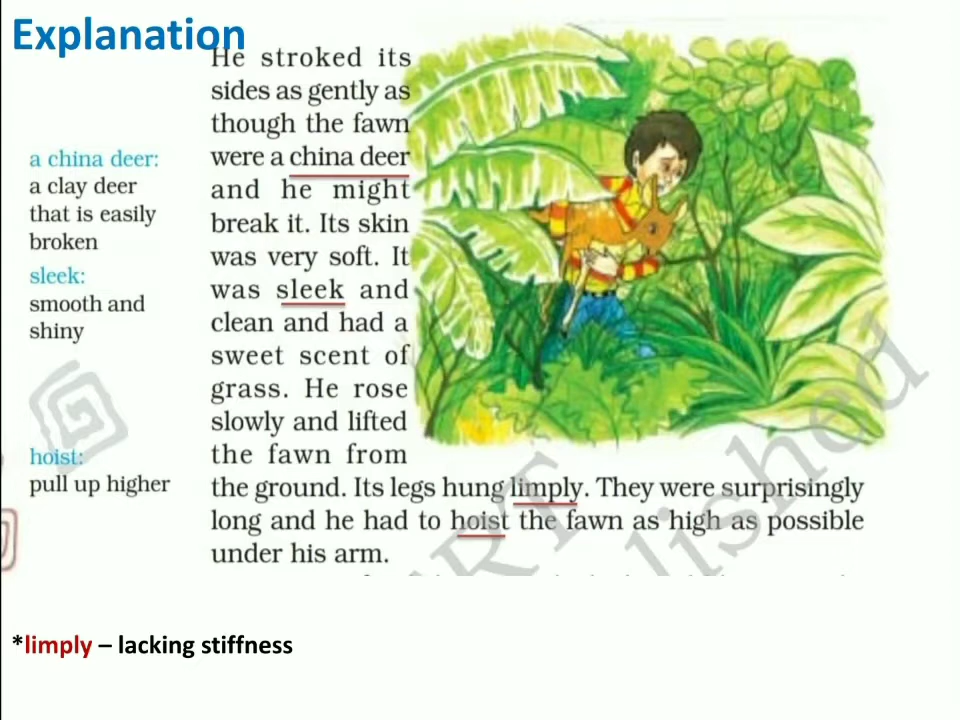 Explanation
He stroked its
sides as gently as
though the fawn
were a china deer
and he might
break it. Its skin
was very soft. It
was sleek and
clean and had a
sweet scent of
grass. He rose
slowly and lifted
the fawn from
the ground. Its legs hung limply. They were surprisingly
long and he had to hoist the fawn as high as possible
under his arm.
a china deer:
a clay deer
that is easily
broken
sleek:
smooth and
shiny
hoist:
pull up higher
*limply – lacking stiffness